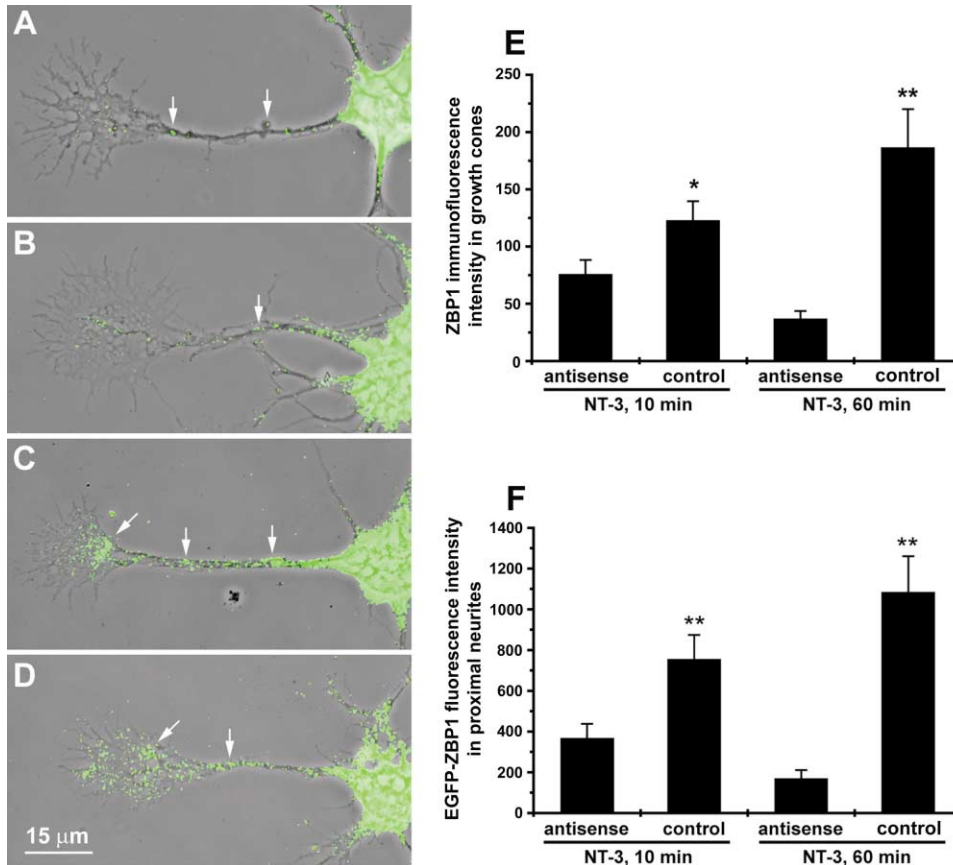 A
B
C
D
15 μm
E
ZBP1 immunofluorescence
intensity in growth cones
250
200
150
100
50
0
*
**
antisense control antisense control
NT-3, 10 min NT-3, 60 min
F
EGFP-ZBP1 fluorescence intensity
in proximal neurites
1400
1200
1000
800
600
400
200
0
**
**
antisense control antisense control
NT-3, 10 min NT-3, 60 min